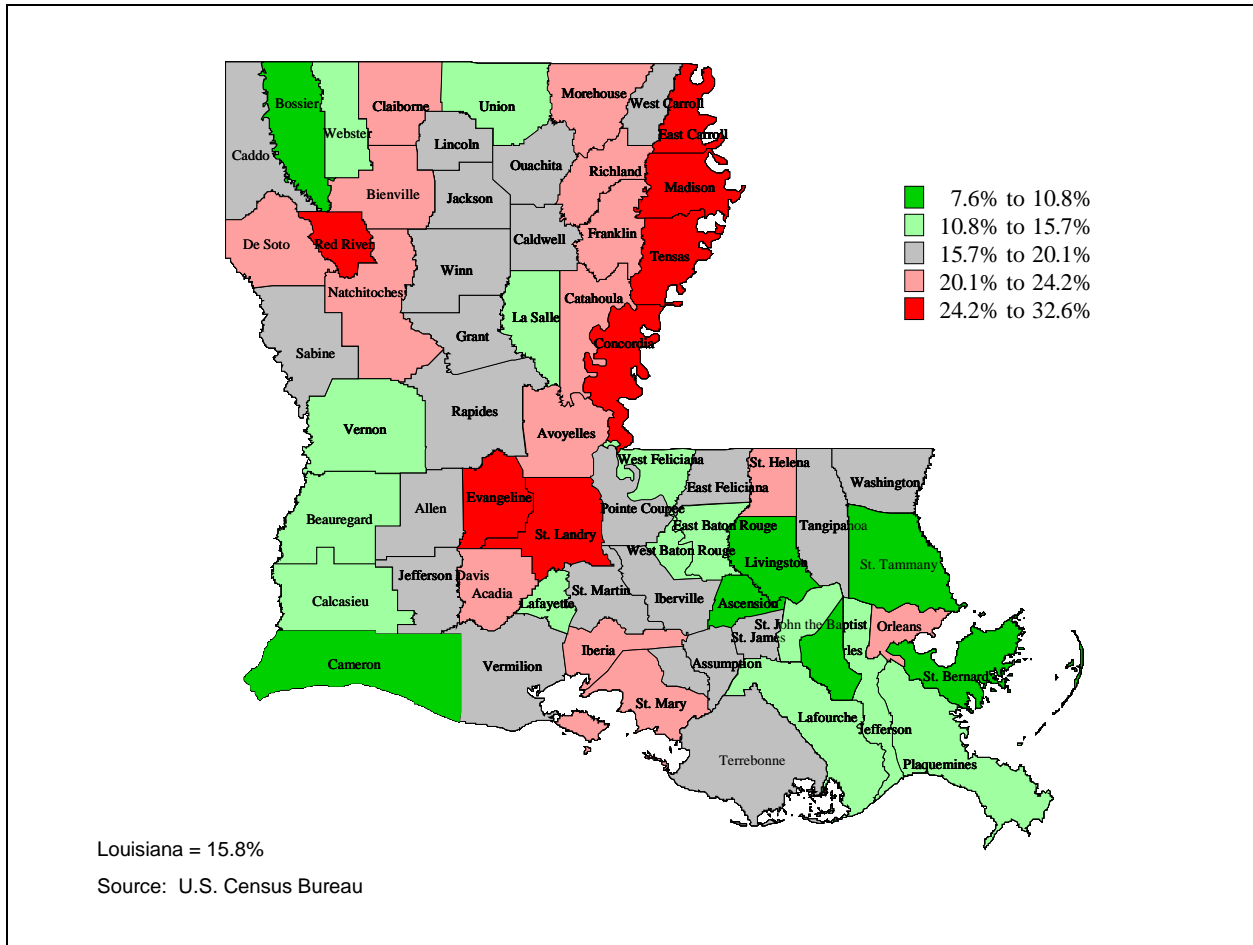 Bossier
Webster
Claiborne
Union
Morehouse
West Carroll
East Carroll
Caddo
Lincoln
Ouachita
Richland
Madison
Bienville
Jackson
De Soto
Red River
Caldwell
Franklin
Tensas
Winn
Natchitoches
Catahoula
La Salle
Grant
Concordia
Sabine
Rapides
Vernon
Avoyelles
West Feliciana
St. Helena
East Feliciana
Washington
Evangeline
Allen
Pointe Coupee
Beauregard
St. Landry
East Baton Rouge
Tangipahoa
West Baton Rouge
Livingston
St. Tammany
Jefferson Davis
Acadia
St. Martin
Iberville
Calcasieu
Lafayette
Ascension
St. John the Baptist
Orleans
St. James
rles
Cameron
Vermilion
Iberia
Assumption
St. Bernard
St. Mary
Lafourche
Jefferson
Terrebonne
Plaquemines
7.6% to 10.8%
10.8% to 15.7%
15.7% to 20.1%
20.1% to 24.2%
24.2% to 32.6%
Louisiana = 15.8%
Source: U.S. Census Bureau